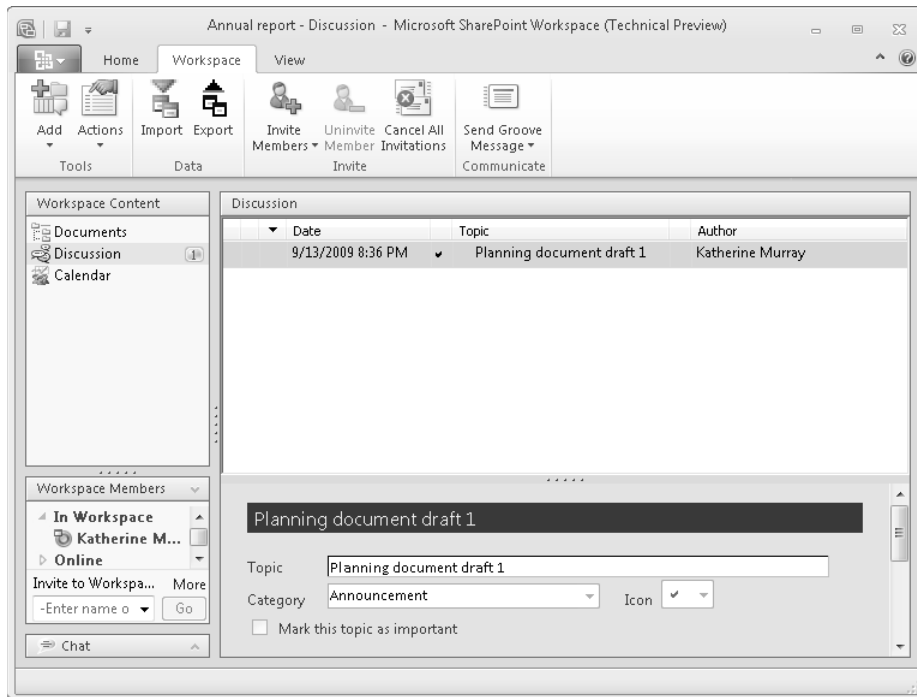 Annual report - Discussion - Microsoft SharePoint Workspace (Technical Preview)
Home Workspace View
Add Actions Import Export Invite Members Uninvite Member Cancel All Invitations Send Groove Message
Tools Data Invite Communicate
Workspace Content
Documents
Discussion 1
Calendar
Discussion
Date Topic Author
9/13/2009 8:36 PM Planning document draft 1 Katherine Murray
Workspace Members
In Workspace
Katherine M...
Online
Invite to Workspa... More
-Enter name o Go
Chat
Planning document draft 1
Topic Planning document draft 1
Category Announcement Icon
Mark this topic as important